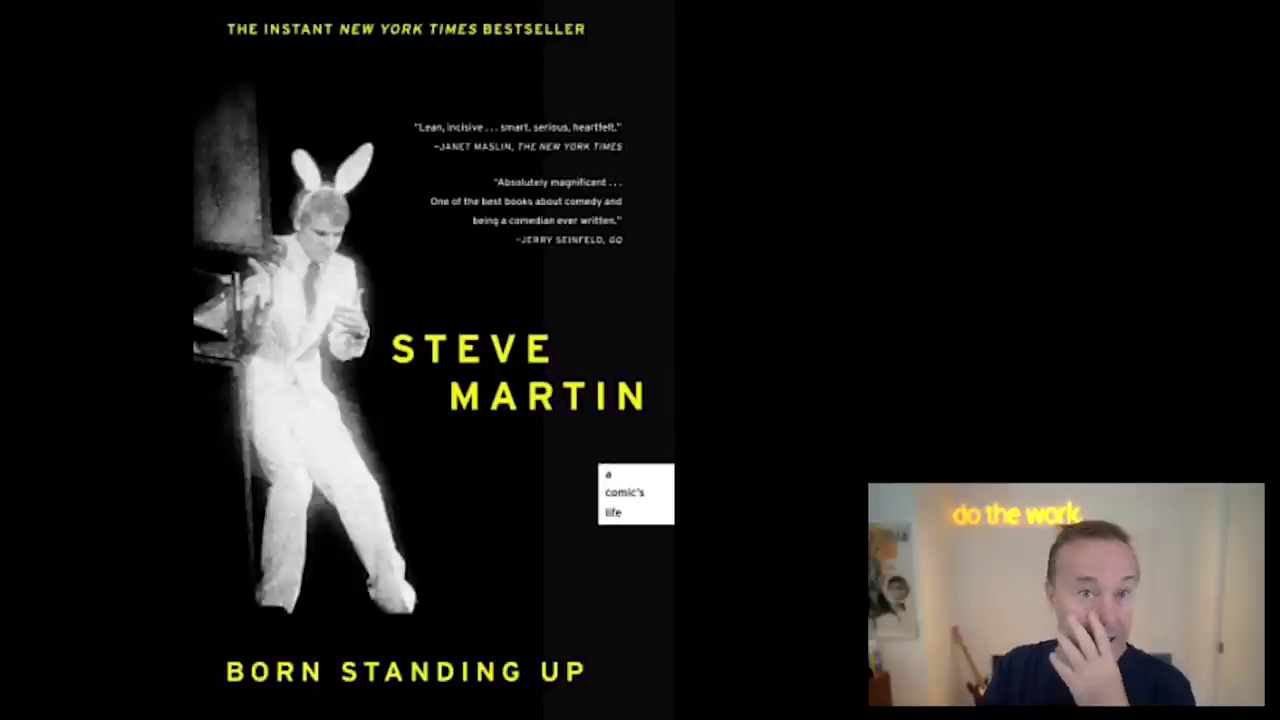 THE INSTANT NEW YORK TIMES BESTSELLER
"Lean, incisive . . . smart, serious, heartfelt."
–JANET MASLIN, THE NEW YORK TIMES
"Absolutely magnificent . . .
One of the best books about comedy and
being a comedian ever written."
–JERRY SEINFELD, GQ
STEVE
MARTIN
a
comic's
life
BORN STANDING UP
do the work